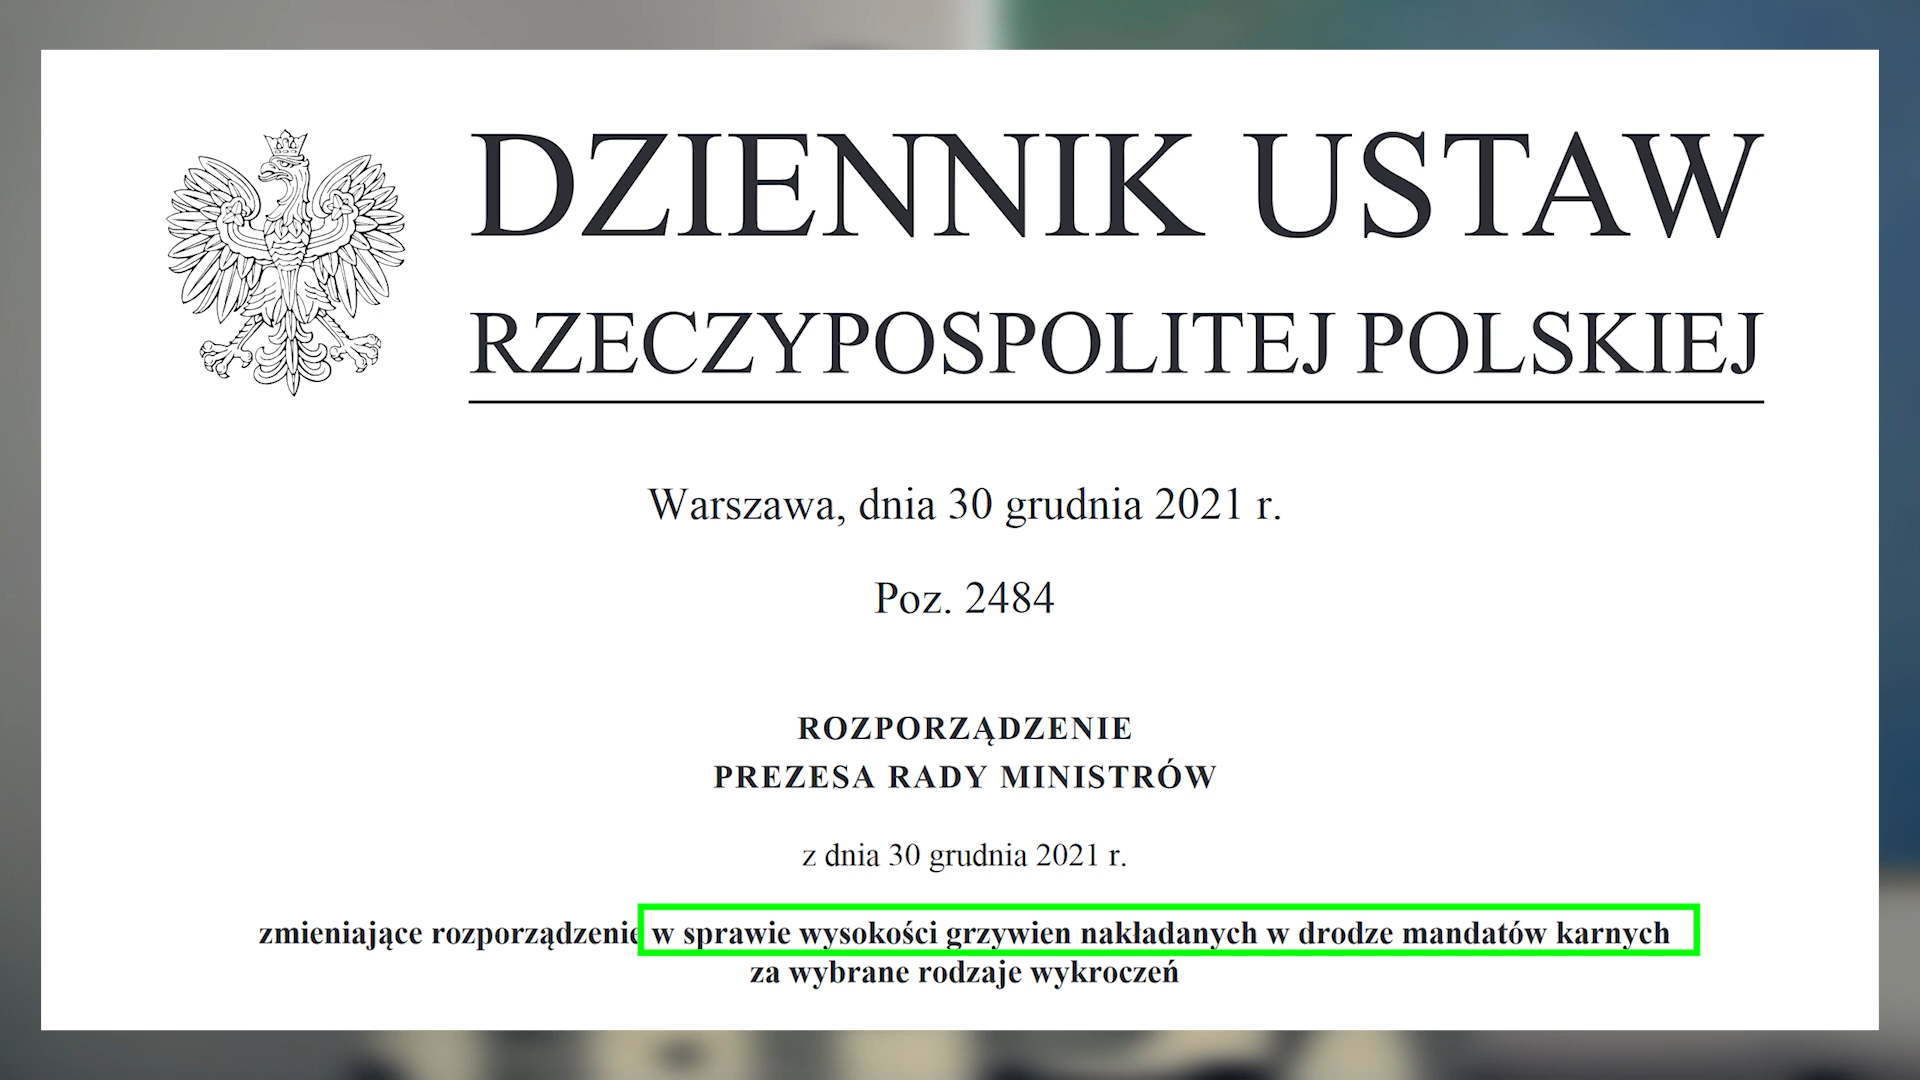 DZIENNIK USTAW
RZECZYPOSPOLITEJ POLSKIEJ
Warszawa, dnia 30 grudnia 2021 r.
Poz. 2484
ROZPORZĄDZENIE
PREZESA RADY MINISTRÓW
z dnia 30 grudnia 2021 r.
zmieniające rozporządzenie w sprawie wysokości grzywien nakładanych w drodze mandatów karnych
za wybrane rodzaje wykroczeń